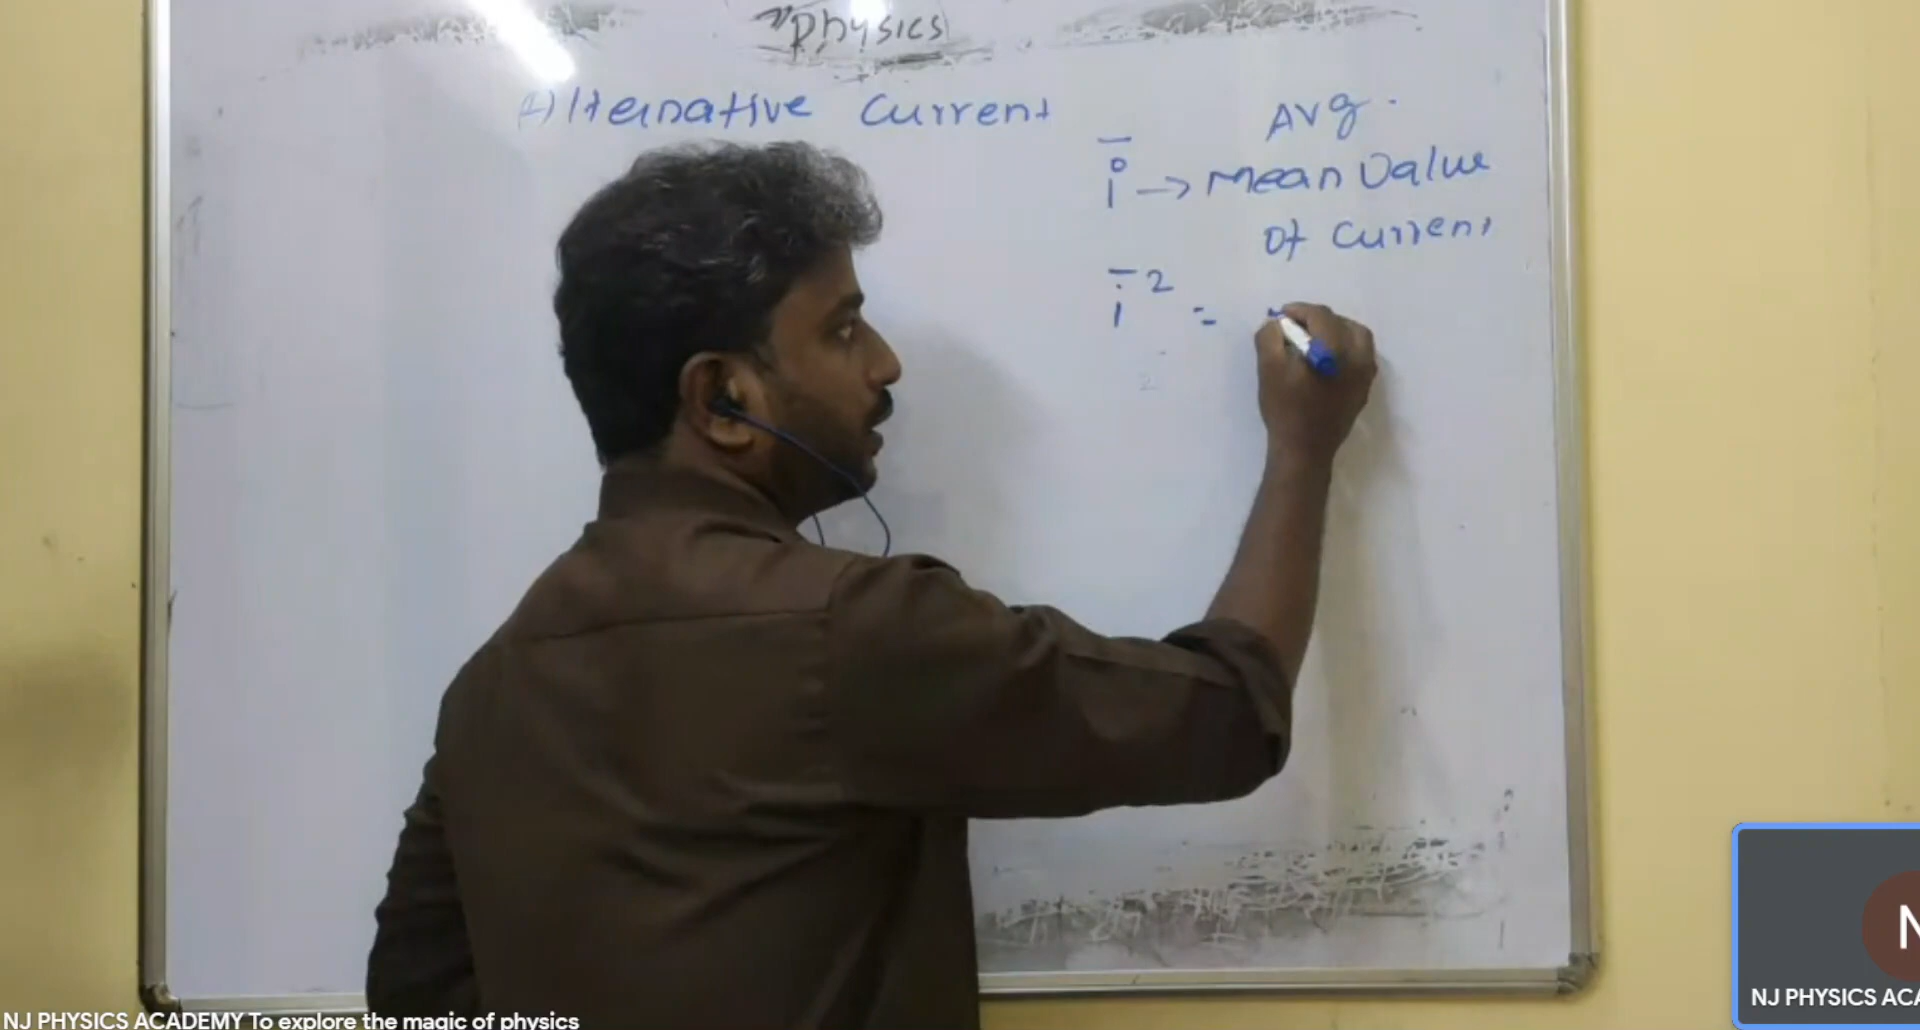 Physics
Alternative Current
Avg.
i̅ → Mean Value
of Current
i̅² =
N
NJ PHYSICS ACA
NJ PHYSICS ACADEMY To explore the magic of physics